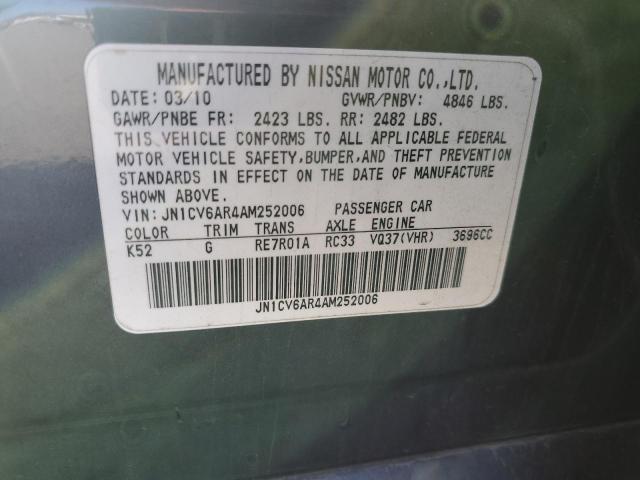 MANUFACTURED BY NISSAN MOTOR CO.,LTD.
DATE: 03/10 GVWR/PNBV: 4846 LBS.
GAWR/PNBE FR: 2423 LBS. RR: 2482 LBS.
THIS VEHICLE CONFORMS TO ALL APPLICABLE FEDERAL
MOTOR VEHICLE SAFETY,BUMPER,AND THEFT PREVENTION
STANDARDS IN EFFECT ON THE DATE OF MANUFACTURE
SHOWN ABOVE.
VIN: JN1CV6AR4AM252006 PASSENGER CAR
COLOR TRIM TRANS AXLE ENGINE
K52 G RE7R01A RC33 VQ37(VHR) 3696CC
JN1CV6AR4AM252006